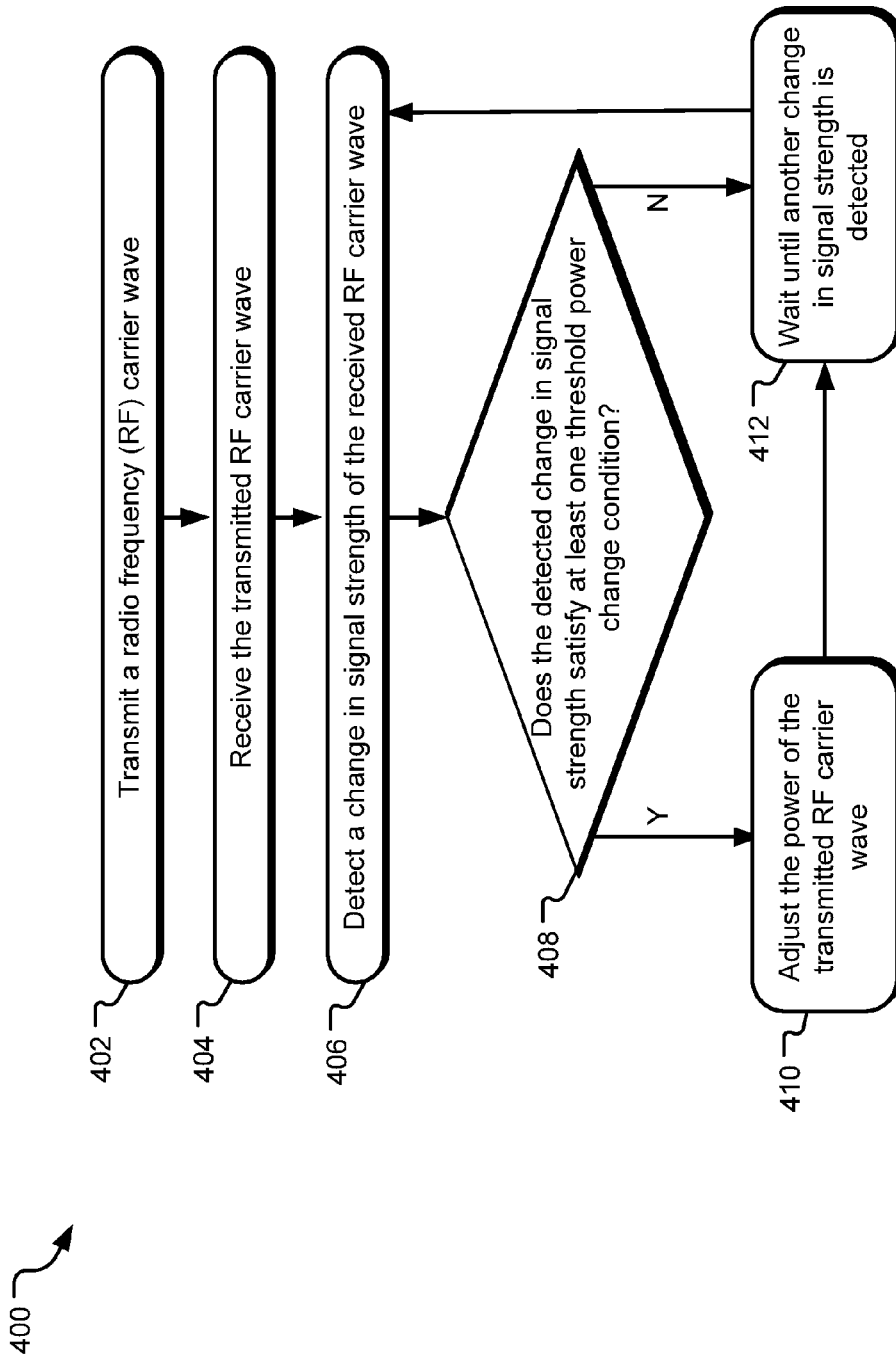 400
402
Transmit a radio frequency (RF) carrier wave
404
Receive the transmitted RF carrier wave
406
Detect a change in signal strength of the received RF carrier wave
408
Does the detected change in signal
strength satisfy at least one threshold power
change condition?
Y
N
410
Adjust the power of the
transmitted RF carrier
wave
412
Wait until another change
in signal strength is
detected